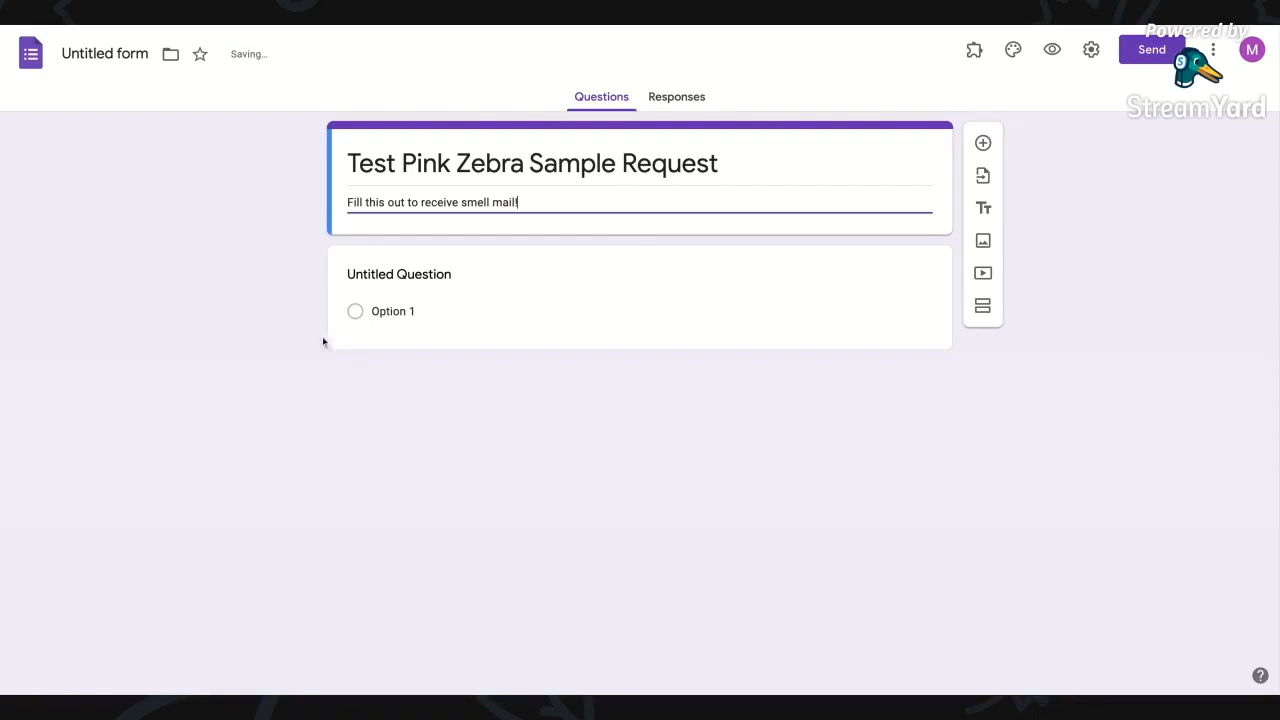 Powered by
Untitled form
Saving...
Send
M
S
StreamYard
Questions
Responses
Test Pink Zebra Sample Request
Fill this out to receive smell mail!
Tt
Untitled Question
Option 1
?